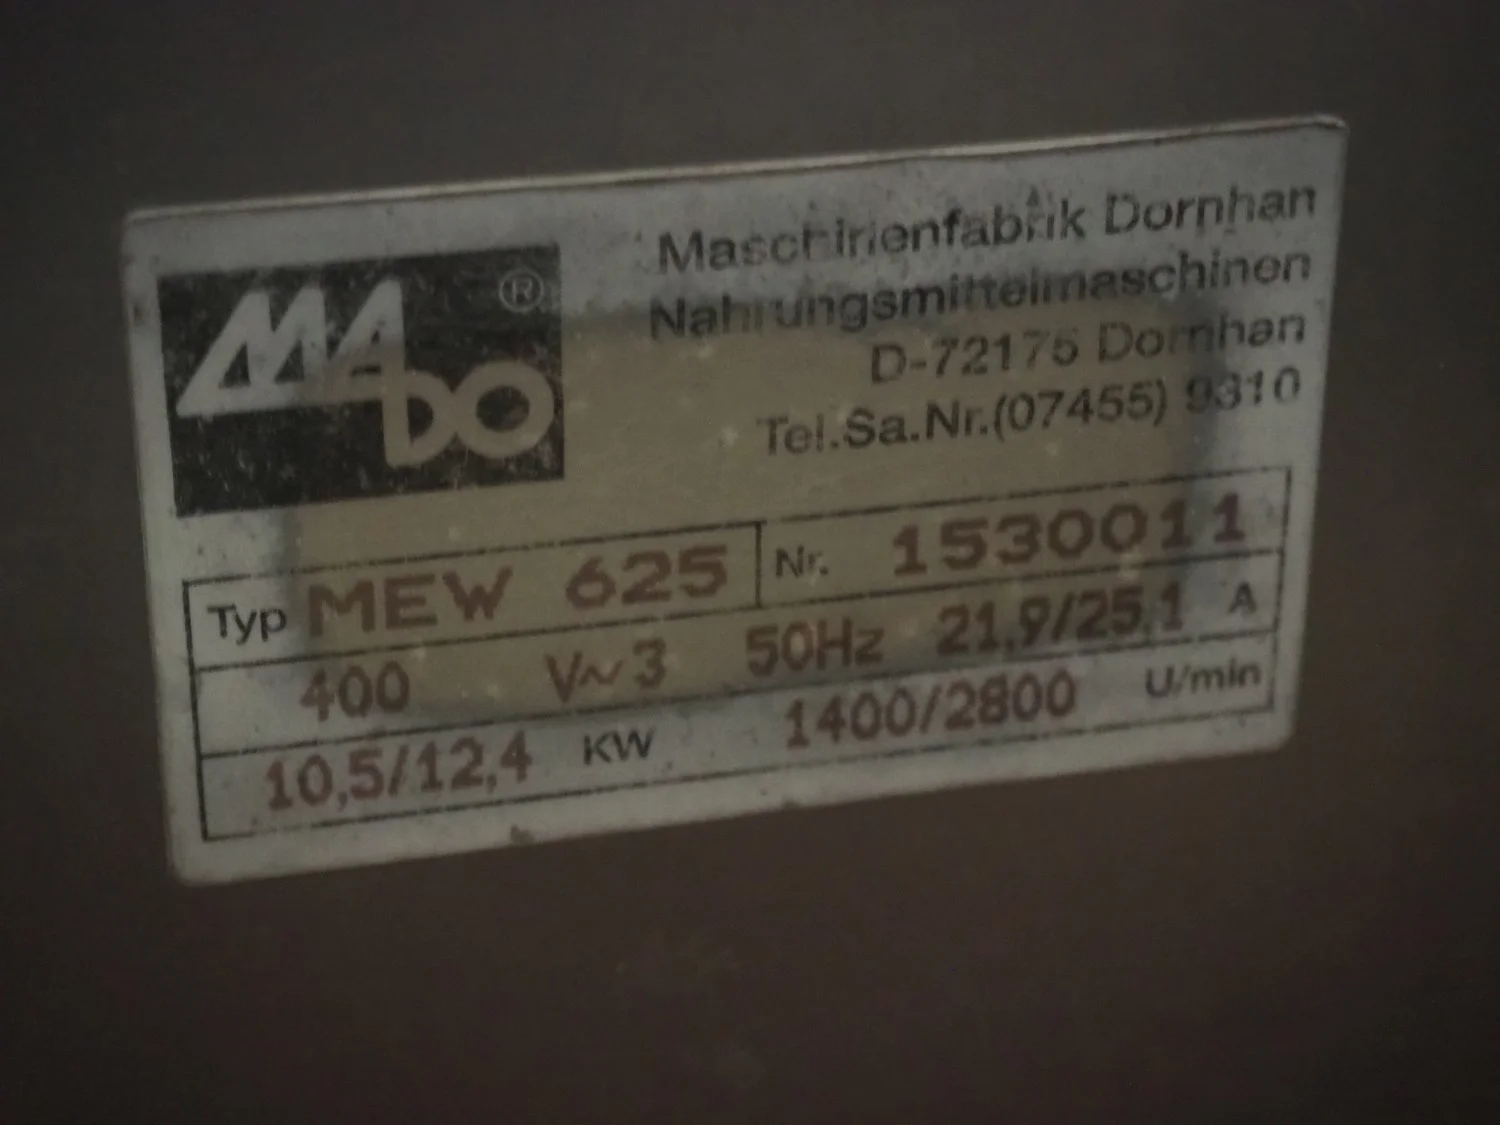 MADO ®
Maschinenfabrik Dornhan
Nahrungsmittelmaschinen
D-72175 Dornhan
Tel.Sa.Nr.(07455) 9310
Typ MEW 625 Nr. 1530011
400 V~3 50Hz 21,9/25,1 A
10,5/12,4 KW 1400/2800 U/min